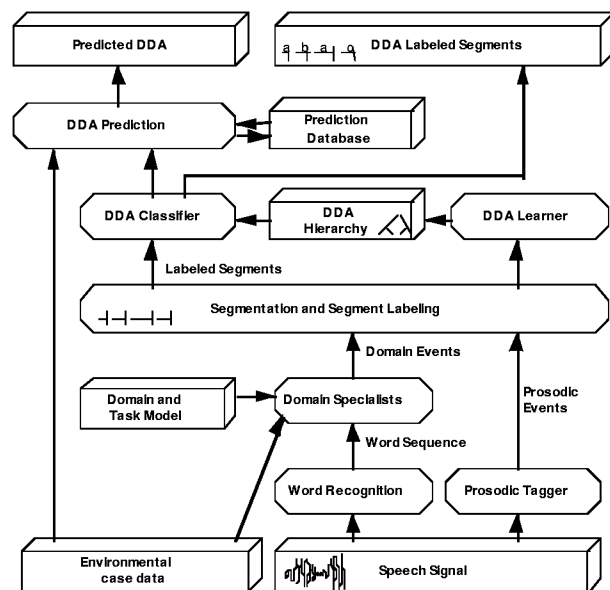 Predicted DDA
DDA Labeled Segments
a b a c
DDA Prediction
Prediction
Database
DDA Classifier
DDA
Hierarchy
DDA Learner
Labeled Segments
Segmentation and Segment Labeling
Domain Events
Domain and
Task Model
Domain Specialists
Prosodic
Events
Word Sequence
Word Recognition
Prosodic Tagger
Environmental
case data
Speech Signal